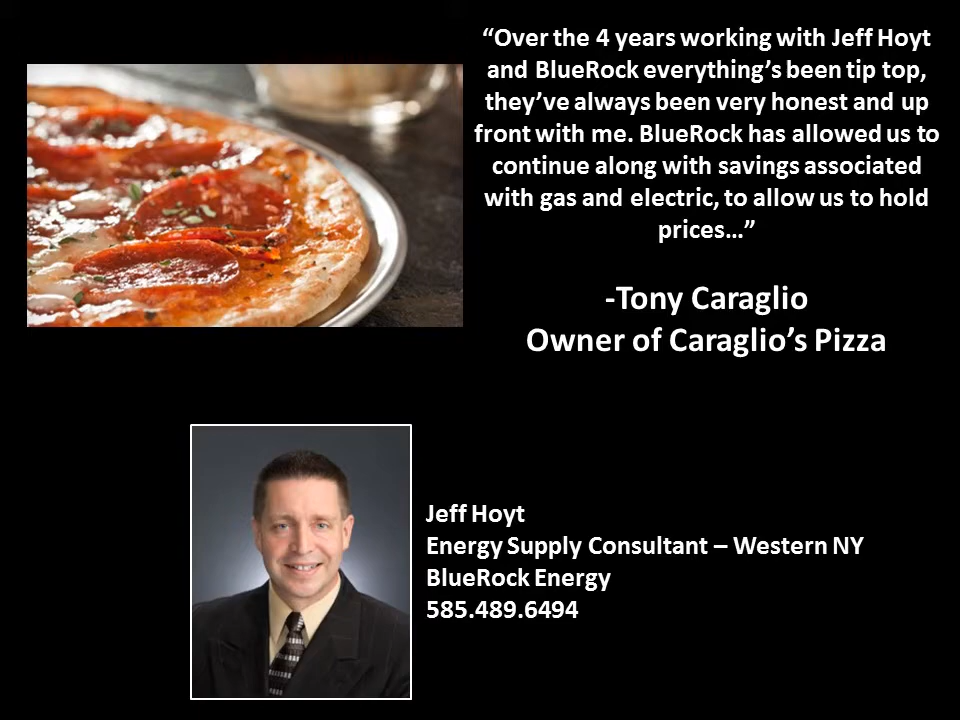 “Over the 4 years working with Jeff Hoyt
and BlueRock everything’s been tip top,
they’ve always been very honest and up
front with me. BlueRock has allowed us to
continue along with savings associated
with gas and electric, to allow us to hold
prices…”
-Tony Caraglio
Owner of Caraglio’s Pizza
Jeff Hoyt
Energy Supply Consultant – Western NY
BlueRock Energy
585.489.6494